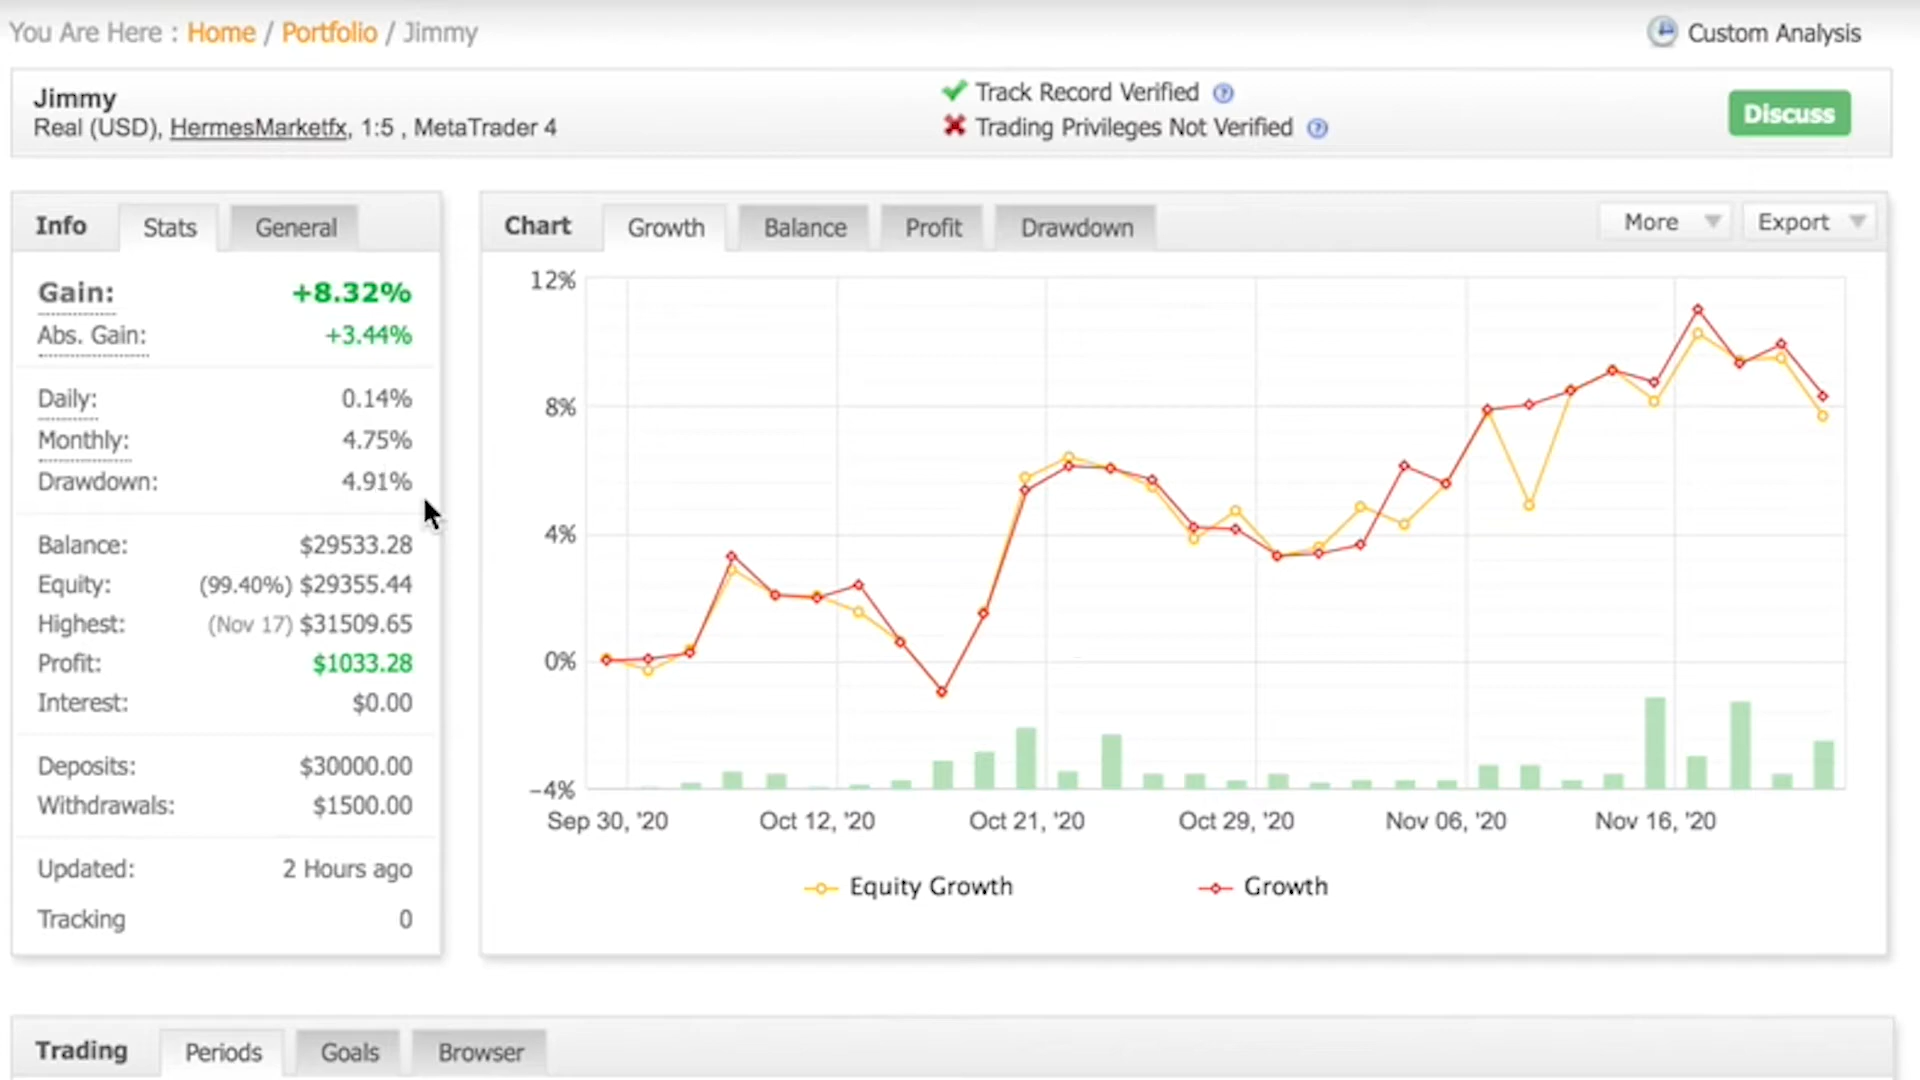 You Are Here : Home / Portfolio / Jimmy
Custom Analysis
Jimmy
Real (USD), HermesMarketfx, 1:5 , MetaTrader 4
Track Record Verified
Trading Privileges Not Verified
Discuss
Info Stats General
Gain: +8.32%
Abs. Gain: +3.44%
Daily: 0.14%
Monthly: 4.75%
Drawdown: 4.91%
Balance: $29533.28
Equity: (99.40%) $29355.44
Highest: (Nov 17) $31509.65
Profit: $1033.28
Interest: $0.00
Deposits: $30000.00
Withdrawals: $1500.00
Updated: 2 Hours ago
Tracking 0
Chart Growth Balance Profit Drawdown More Export
12%
8%
4%
0%
-4%
Sep 30, '20 Oct 12, '20 Oct 21, '20 Oct 29, '20 Nov 06, '20 Nov 16, '20
Equity Growth Growth
Trading Periods Goals Browser